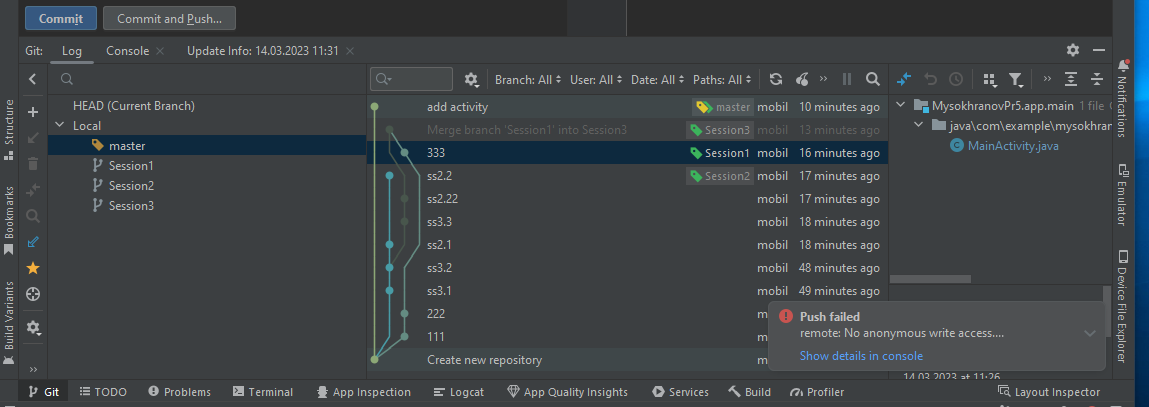 Commit Commit and Push...
Git: Log Console × Update Info: 14.03.2023 11:31 ×
Branch: All User: All Date: All Paths: All
HEAD (Current Branch)
Local
master
Session1
Session2
Session3
add activity master mobil 10 minutes ago
Merge branch 'Session1' into Session3 Session3 mobil 13 minutes ago
333 Session1 mobil 16 minutes ago
ss2.2 Session2 mobil 17 minutes ago
ss2.22 mobil 17 minutes ago
ss3.3 mobil 18 minutes ago
ss2.1 mobil 18 minutes ago
ss3.2 mobil 48 minutes ago
ss3.1 mobil 49 minutes ago
222 mobil
111 mobil
Create new repository mobil
MysokhranovPr5.app.main 1 file
java\com\example\mysokhran
MainActivity.java
Push failed
remote: No anonymous write access....
Show details in console
14.03.2023 at 11:26
Structure
Bookmarks
Build Variants
Notifications
Emulator
Device File Explorer
Git TODO Problems Terminal App Inspection Logcat App Quality Insights Services Build Profiler Layout Inspector